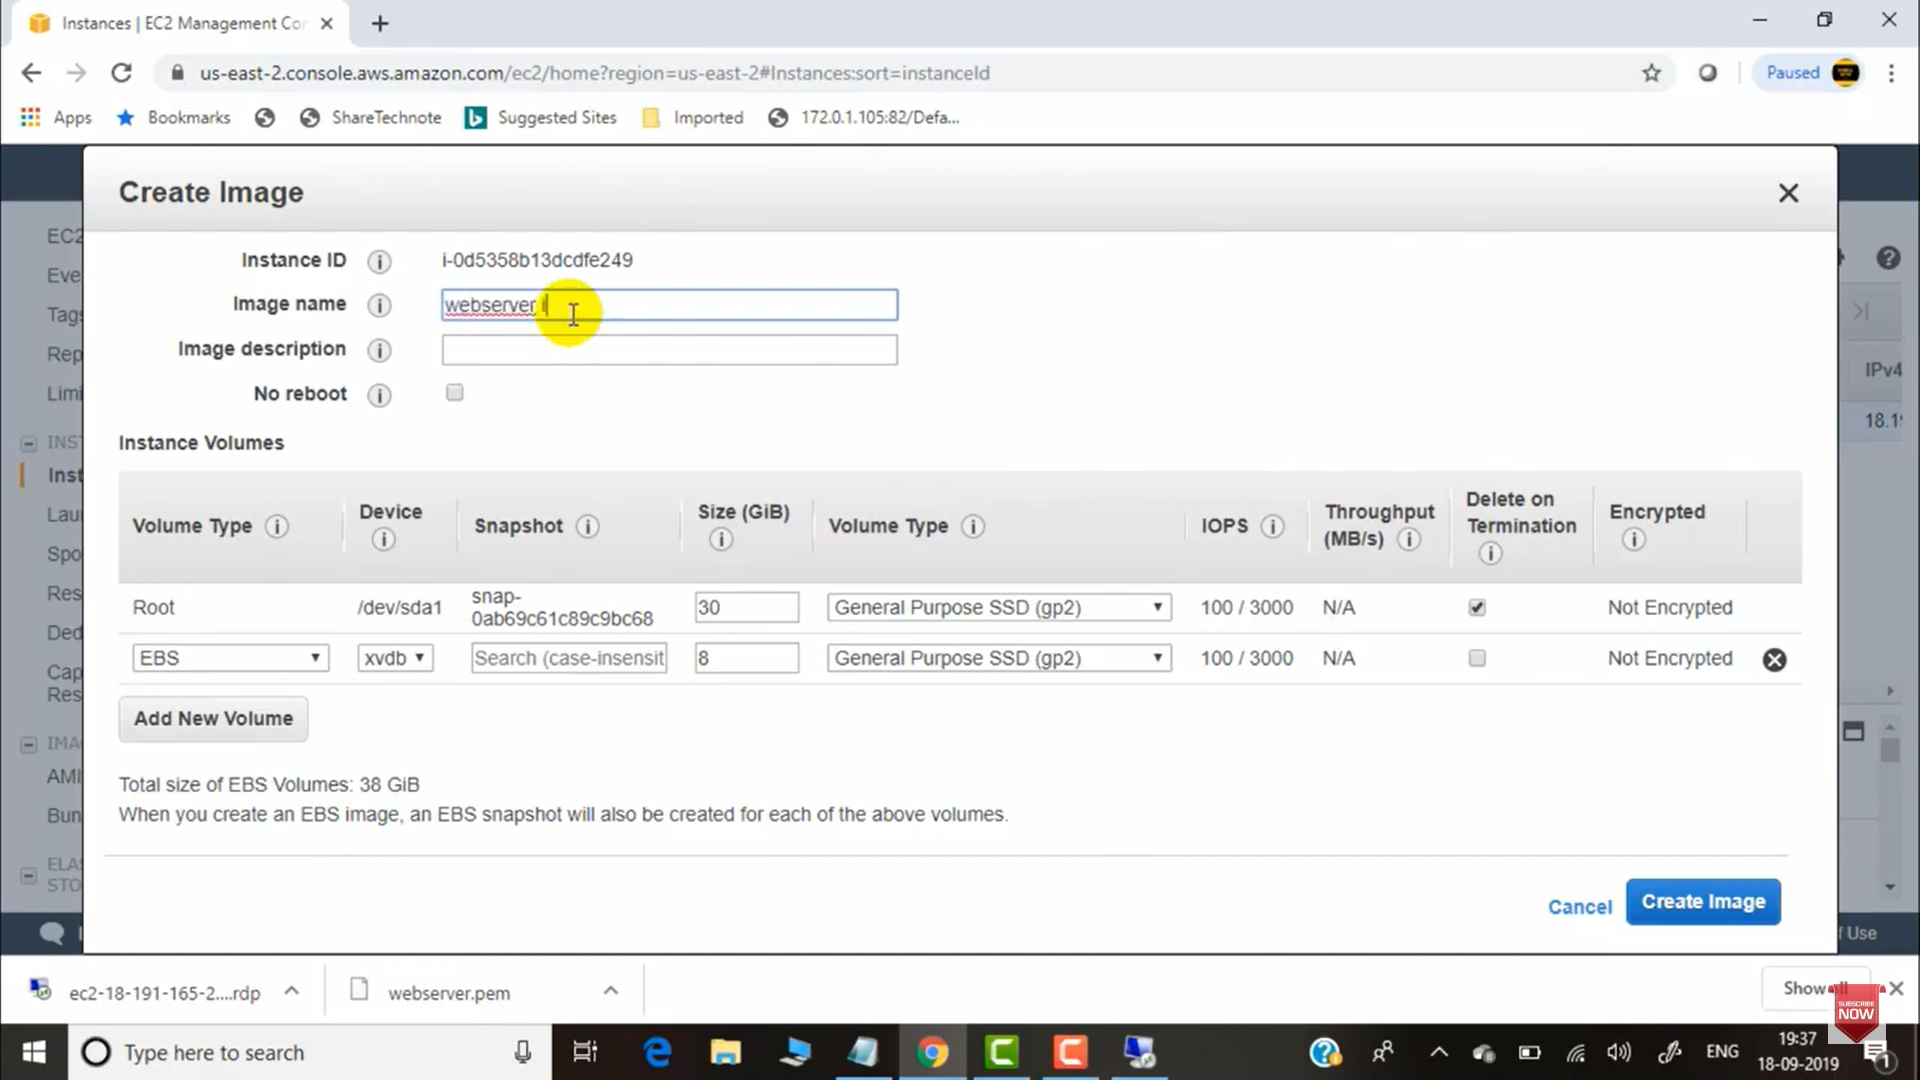 Instances | EC2 Management Con
us-east-2.console.aws.amazon.com/ec2/home?region=us-east-2#Instances:sort=instanceId
Paused
Apps
Bookmarks
ShareTechnote
Suggested Sites
Imported
172.0.1.105:82/Defa...
Create Image
EC2
Eve
Tags
Rep
Limi
INST
Inst
Lau
Spo
Res
Ded
Cap
Res
IMA
AMI
Bun
ELAS
STO
IPv4
18.19
Instance ID i-0d5358b13dcdfe249
Image name webserver i
Image description
No reboot
Instance Volumes
Volume Type Device Snapshot Size (GiB) Volume Type IOPS Throughput (MB/s) Delete on Termination Encrypted
Root /dev/sda1 snap-0ab69c61c89c9bc68 30 General Purpose SSD (gp2) 100 / 3000 N/A Not Encrypted
EBS xvdb Search (case-insensit 8 General Purpose SSD (gp2) 100 / 3000 N/A Not Encrypted
Add New Volume
Total size of EBS Volumes: 38 GiB
When you create an EBS image, an EBS snapshot will also be created for each of the above volumes.
Cancel Create Image
f Use
ec2-18-191-165-2....rdp
webserver.pem
Show all
SUBSCRIBE
NOW
Type here to search
ENG
19:37
18-09-2019
1